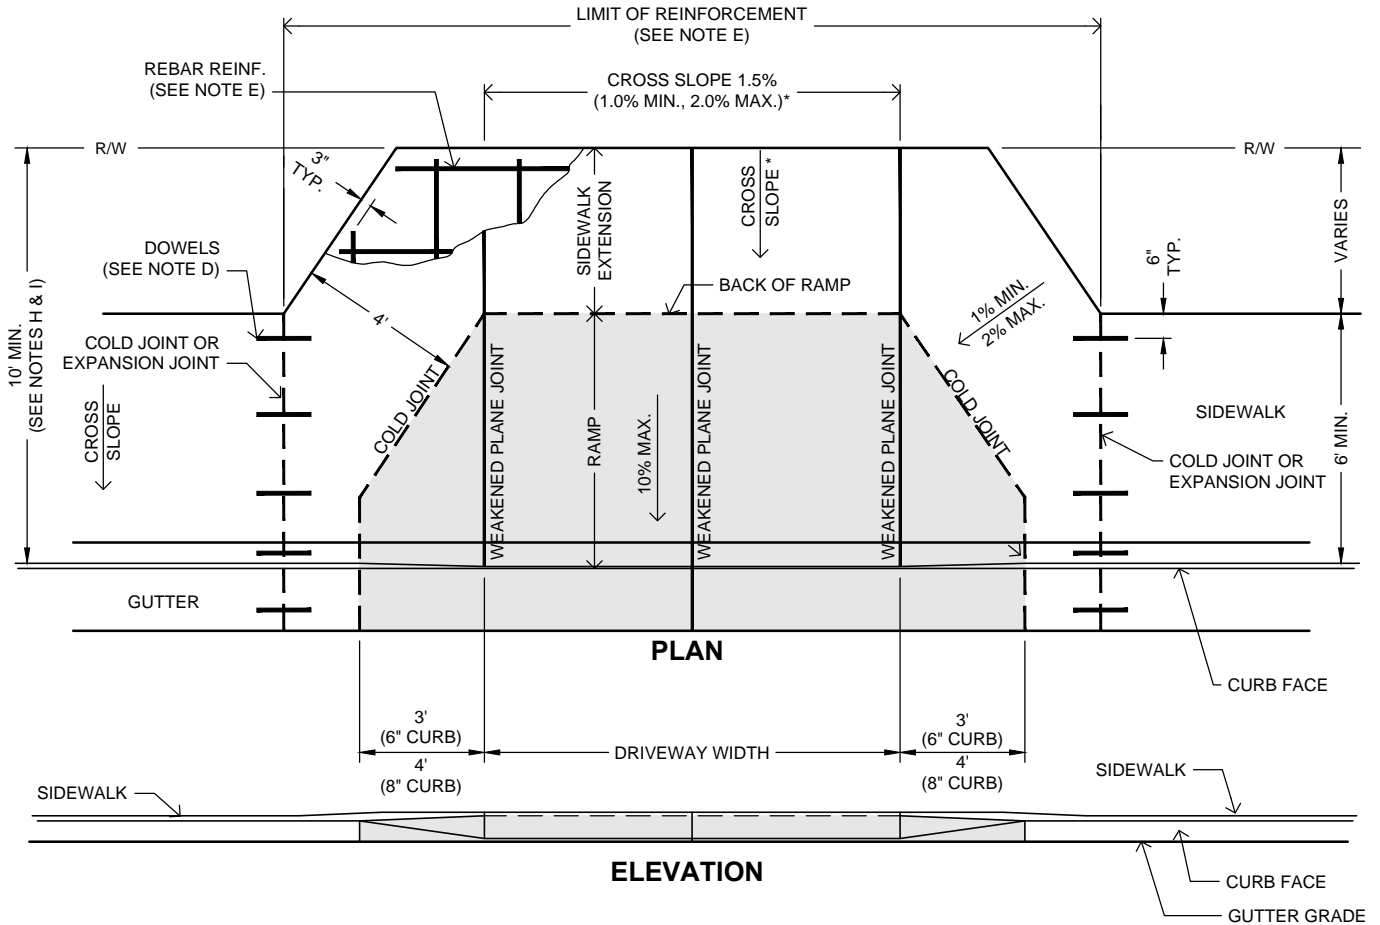 LIMIT OF REINFORCEMENT
(SEE NOTE E)
REBAR REINF.
(SEE NOTE E)
CROSS SLOPE 1.5%
(1.0% MIN., 2.0% MAX.)*
R/W
R/W
3"
TYP.
SIDEWALK
EXTENSION
CROSS
SLOPE *
VARIES
6"
TYP.
DOWELS
(SEE NOTE D)
BACK OF RAMP
1% MIN.
2% MAX.
10' MIN.
(SEE NOTES H & I)
4'
COLD JOINT OR
EXPANSION JOINT
CROSS
SLOPE
COLD JOINT
WEAKENED PLANE JOINT
RAMP
10% MAX.
WEAKENED PLANE JOINT
WEAKENED PLANE JOINT
COLD JOINT
SIDEWALK
6' MIN.
COLD JOINT OR
EXPANSION JOINT
GUTTER
PLAN
CURB FACE
3'
(6" CURB)
4'
(8" CURB)
DRIVEWAY WIDTH
3'
(6" CURB)
4'
(8" CURB)
SIDEWALK
SIDEWALK
ELEVATION
CURB FACE
GUTTER GRADE